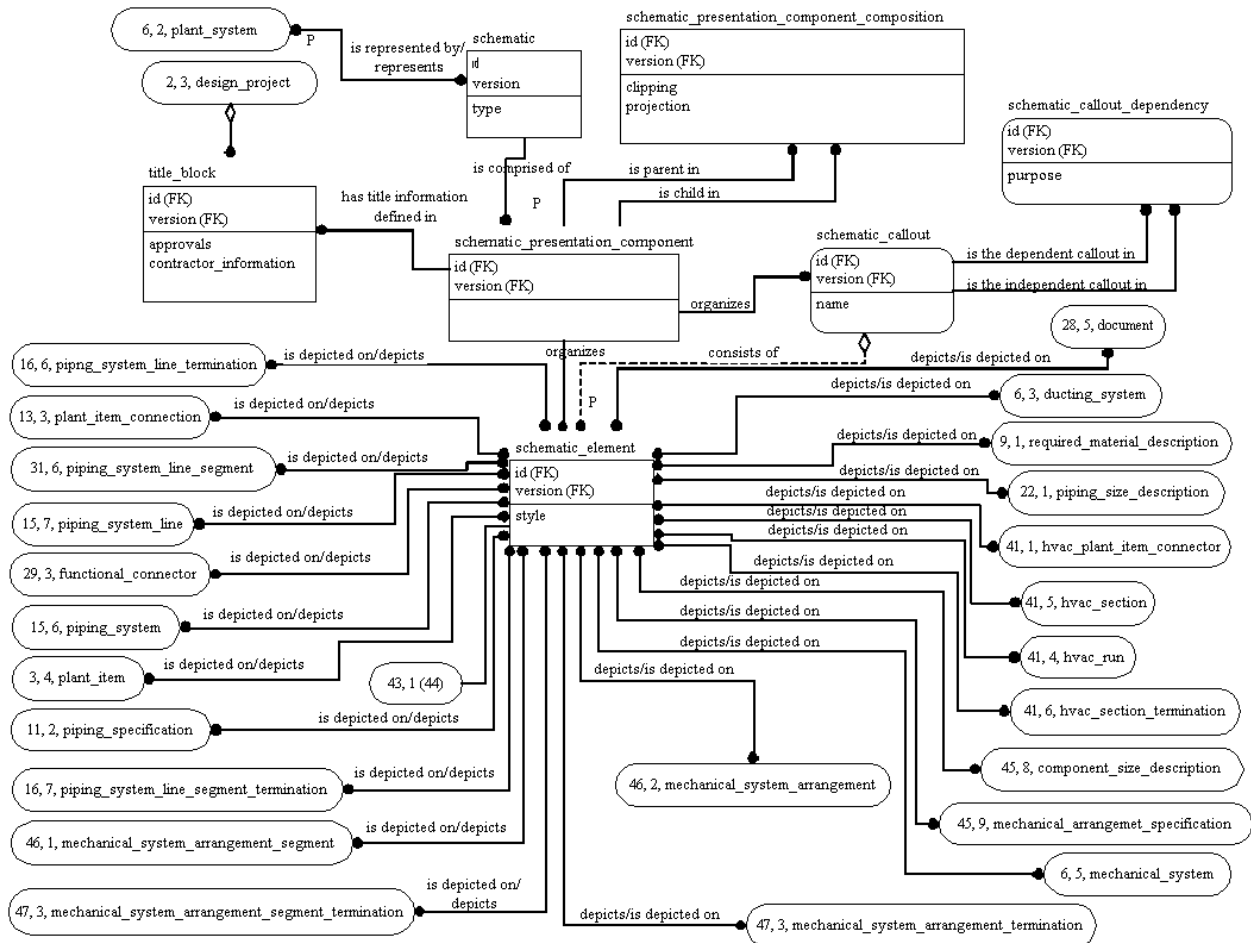 schematic_presentation_component_composition
6, 2, plant_system
P
schematic
is represented by/
represents
id
version
type
id (FK)
version (FK)
clipping
projection
2, 3, design_project
schematic_callout_dependency
id (FK)
version (FK)
purpose
title_block
id (FK)
version (FK)
approvals
contractor_information
is comprised of
P
is parent in
is child in
has title information
defined in
schematic_presentation_component
id (FK)
version (FK)
schematic_callout
id (FK)
version (FK)
name
is the dependent callout in
is the independent callout in
organizes
organizes
consists of
P
28, 5, document
depicts/is depicted on
16, 6, pipng_system_line_termination
is depicted on/depicts
13, 3, plant_item_connection
is depicted on/depicts
31, 6, piping_system_line_segment
is depicted on/depicts
15, 7, piping_system_line
is depicted on/depicts
29, 3, functional_connector
is depicted on/depicts
15, 6, piping_system
is depicted on/depicts
3, 4, plant_item
is depicted on/depicts
11, 2, piping_specification
is depicted on/depicts
16, 7, piping_system_line_segment_termination
is depicted on/depicts
46, 1, mechanical_system_arrangement_segment
is depicted on/depicts
47, 3, mechanical_system_arrangement_segment_termination
is depicted on/
depicts
schematic_element
id (FK)
version (FK)
style
43, 1 (44)
depicts/is depicted on
6, 3, ducting_system
depicts/is depicted on
9, 1, required_material_description
depicts/is depicted on
22, 1, piping_size_description
depicts/is depicted on
41, 1, hvac_plant_item_connector
depicts/is depicted on
41, 5, hvac_section
depicts/is depicted on
41, 4, hvac_run
depicts/is depicted on
41, 6, hvac_section_termination
depicts/is depicted on
45, 8, component_size_description
depicts/is depicted on
45, 9, mechanical_arrangemet_specification
depicts/is depicted on
6, 5, mechanical_system
depicts/is depicted on
46, 2, mechanical_system_arrangement
depicts/is depicted on
47, 3, mechanical_system_arrangement_termination